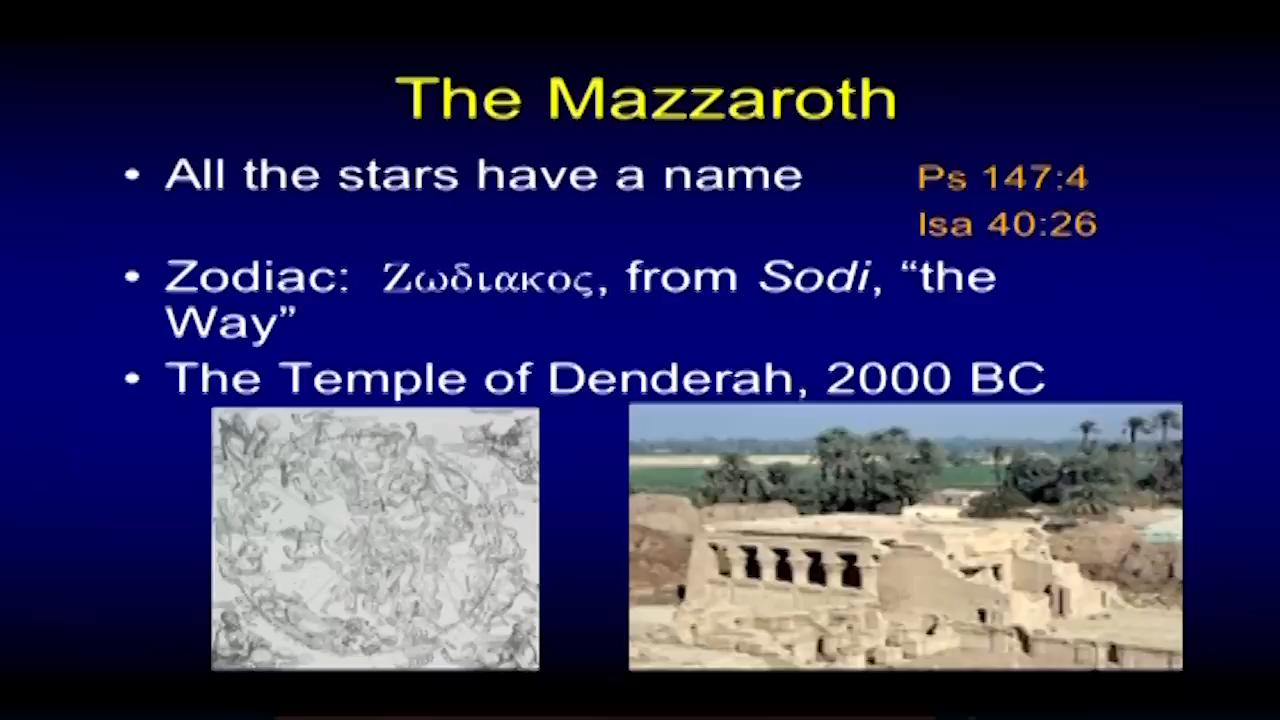 The Mazzaroth
• All the stars have a name Ps 147:4
Isa 40:26
• Zodiac: Ζωδιακος, from Sodi, “the
Way”
• The Temple of Denderah, 2000 BC